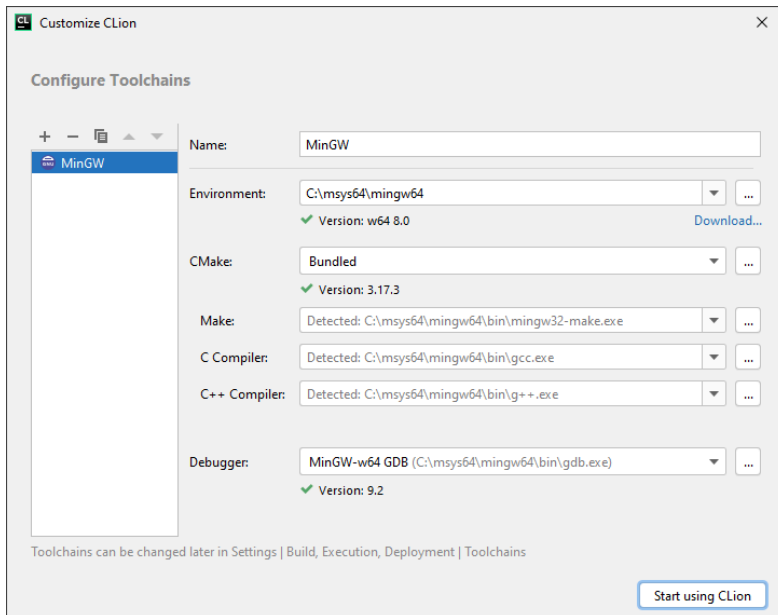 Customize CLion
Configure Toolchains
MinGW
Name: MinGW
Environment: C:\msys64\mingw64 ...
Version: w64 8.0 Download...
CMake: Bundled ...
Version: 3.17.3
Make: Detected: C:\msys64\mingw64\bin\mingw32-make.exe ...
C Compiler: Detected: C:\msys64\mingw64\bin\gcc.exe ...
C++ Compiler: Detected: C:\msys64\mingw64\bin\g++.exe ...
Debugger: MinGW-w64 GDB (C:\msys64\mingw64\bin\gdb.exe) ...
Version: 9.2
Toolchains can be changed later in Settings | Build, Execution, Deployment | Toolchains
Start using CLion